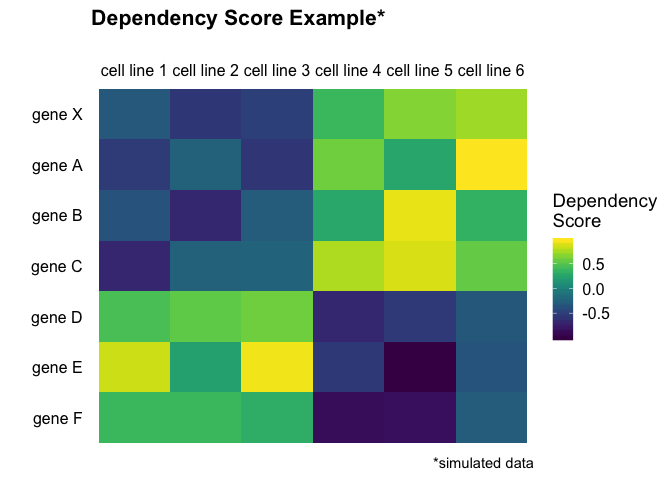 Dependency Score Example*
cell line 1 cell line 2 cell line 3 cell line 4 cell line 5 cell line 6
gene X
gene A
gene B
gene C
gene D
gene E
gene F
Dependency
Score
0.5
0.0
-0.5
*simulated data